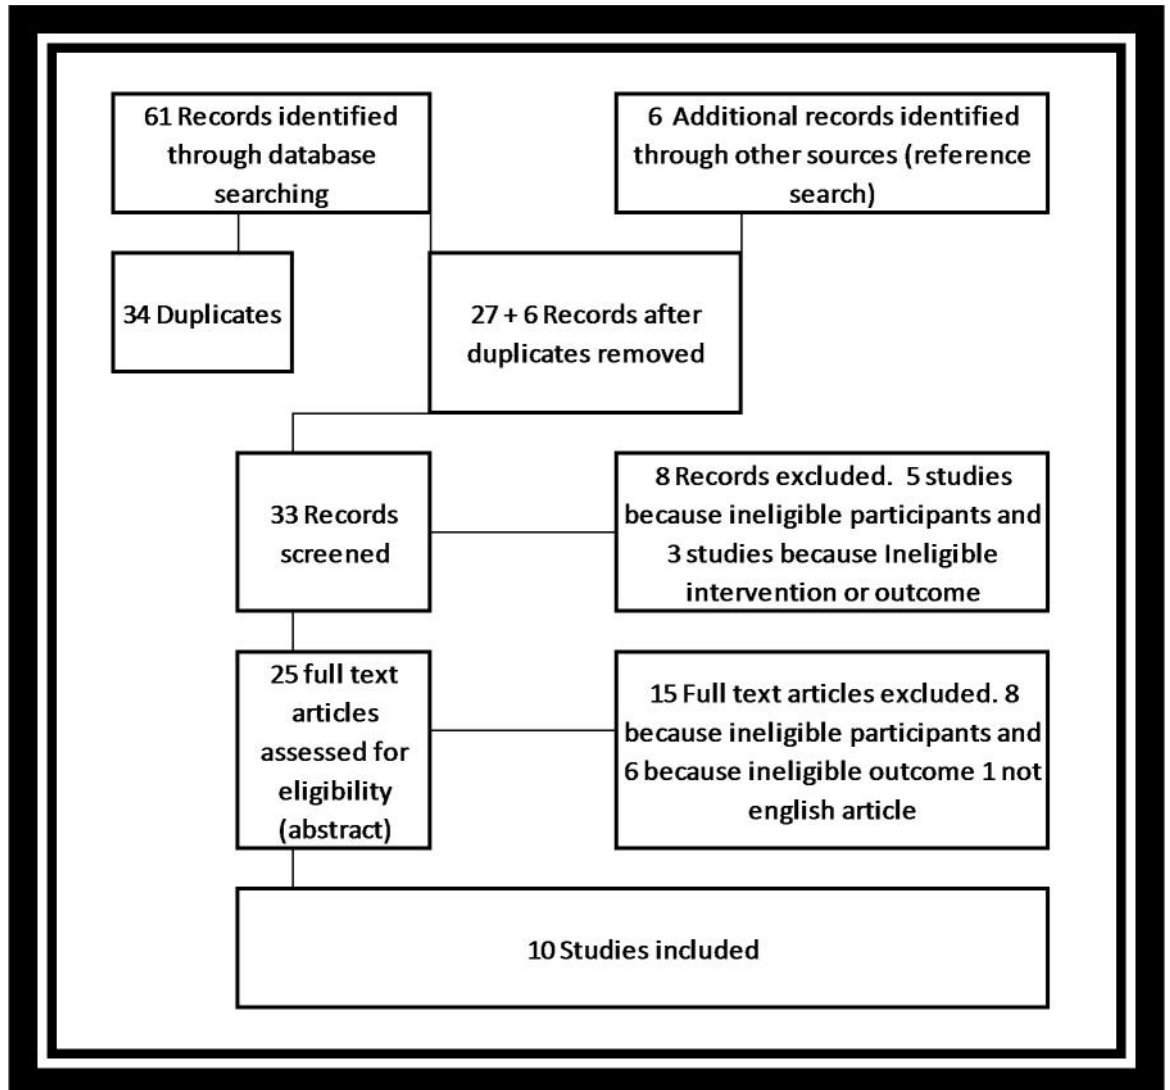 61 Records identified
through database
searching
6 Additional records identified
through other sources (reference
search)
34 Duplicates
27 + 6 Records after
duplicates removed
33 Records
screened
8 Records excluded. 5 studies
because ineligible participants and
3 studies because Ineligible
intervention or outcome
25 full text
articles
assessed for
eligibility
(abstract)
15 Full text articles excluded. 8
because ineligible participants and
6 because ineligible outcome 1 not
english article
10 Studies included